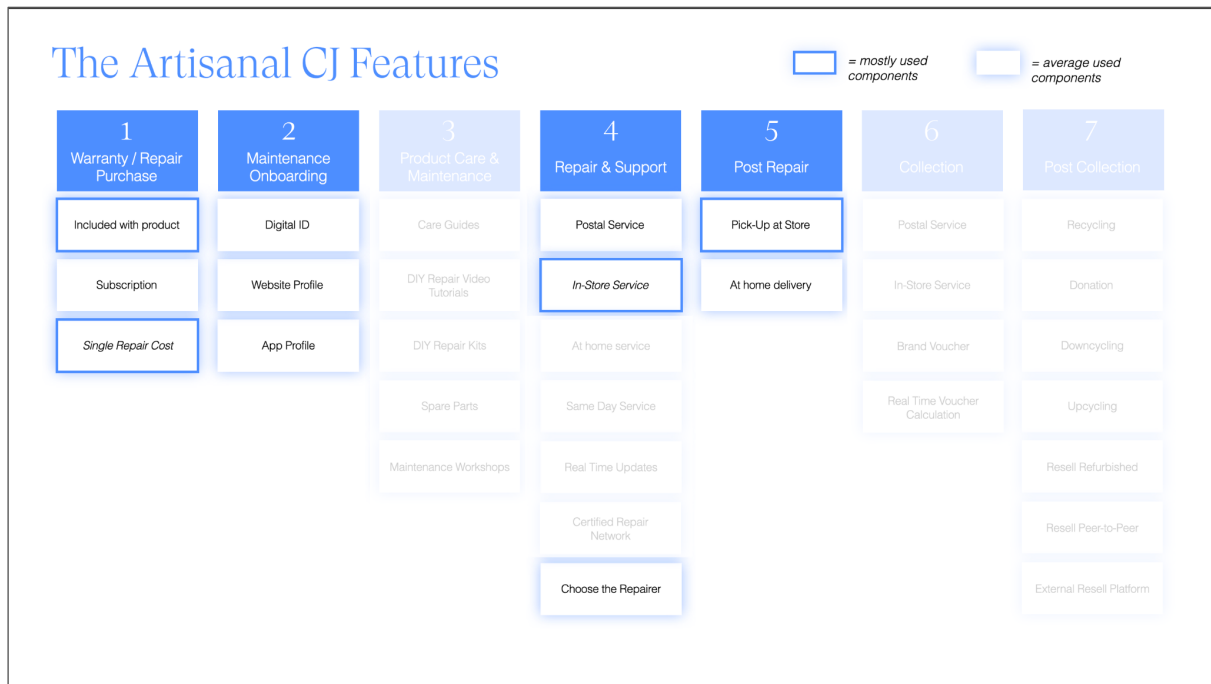 The Artisanal CJ Features
= mostly used
components
= average used
components
1
Warranty / Repair
Purchase
Included with product
Subscription
Single Repair Cost
2
Maintenance
Onboarding
Digital ID
Website Profile
App Profile
3
Product Care &
Maintenance
Care Guides
DIY Repair Video
Tutorials
DIY Repair Kits
Spare Parts
Maintenance Workshops
4
Repair & Support
Postal Service
In-Store Service
At home service
Same Day Service
Real Time Updates
Certified Repair
Network
Choose the Repairer
5
Post Repair
Pick-Up at Store
At home delivery
6
Collection
Postal Service
In-Store Service
Brand Voucher
Real Time Voucher
Calculation
7
Post Collection
Recycling
Donation
Downcycling
Upcycling
Resell Refurbished
Resell Peer-to-Peer
External Resell Platform